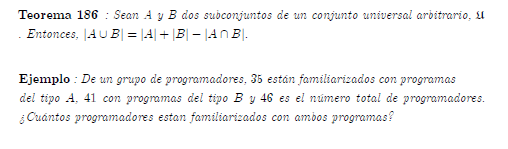 Teorema 186 : Sean A y B dos subconjuntos de un conjunto universal arbitrario, 𝔘
. Entonces, |A ∪ B| = |A| + |B| − |A ∩ B|.
Ejemplo : De un grupo de programadores, 35 están familiarizados con programas
del tipo A, 41 con programas del tipo B y 46 es el número total de programadores.
¿Cuántos programadores estan familiarizados con ambos programas?